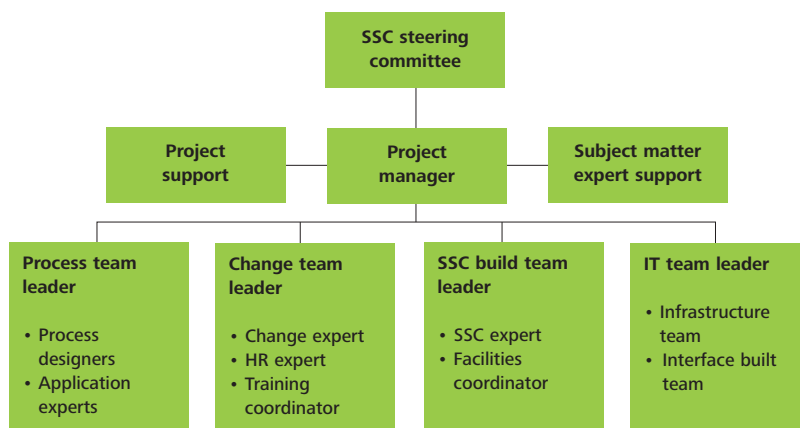 SSC steering
committee
Project
support
Project
manager
Subject matter
expert support
Process team
leader
• Process
designers
• Application
experts
Change team
leader
• Change expert
• HR expert
• Training
coordinator
SSC build team
leader
• SSC expert
• Facilities
coordinator
IT team leader
• Infrastructure
team
• Interface built
team